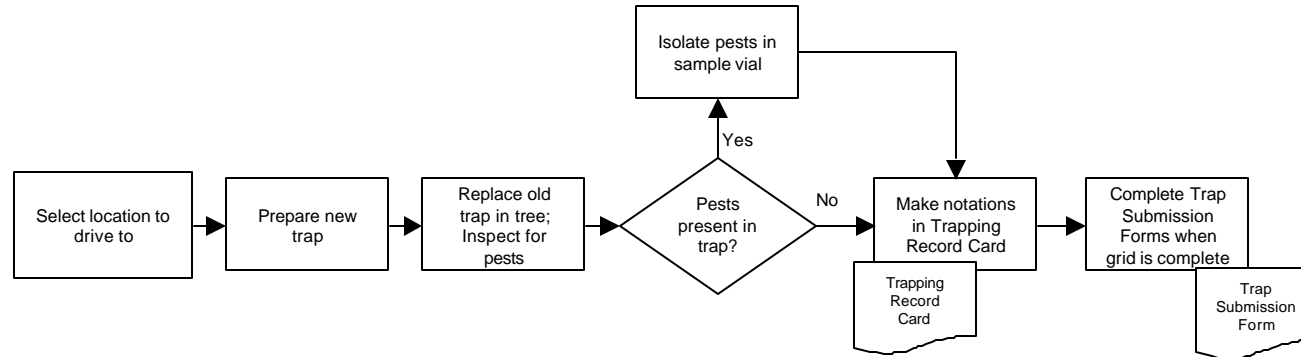 Select location to
drive to
Prepare new
trap
Replace old
trap in tree;
Inspect for
pests
Pests
present in
trap?
Yes
Isolate pests in
sample vial
No
Make notations
in Trapping
Record Card
Trapping
Record
Card
Complete Trap
Submission
Forms when
grid is complete
Trap
Submission
Form